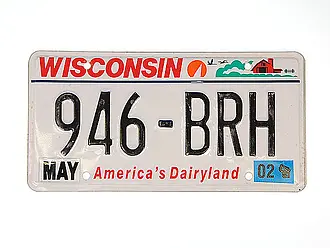 WISCONSIN
946-BRH
MAY America's Dairyland 02